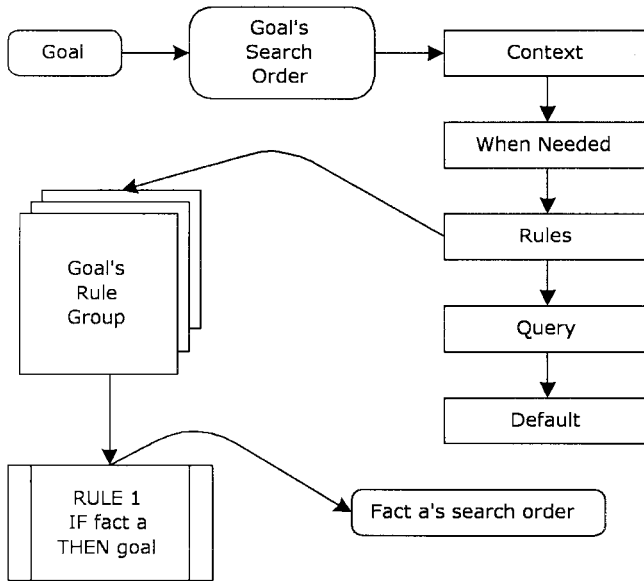 Goal
Goal's
Search
Order
Context
When Needed
Rules
Query
Default
Goal's
Rule
Group
RULE 1
IF fact a
THEN goal
Fact a's search order